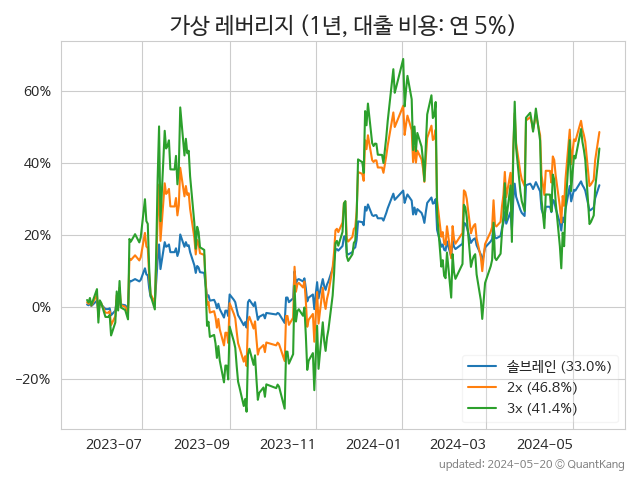 가상 레버리지 (1년, 대출 비용: 연 5%)
60%
40%
20%
0%
−20%
솔브레인 (33.0%)
2x (46.8%)
3x (41.4%)
2023-07
2023-09
2023-11
2024-01
2024-03
2024-05
updated: 2024-05-20 © QuantKang